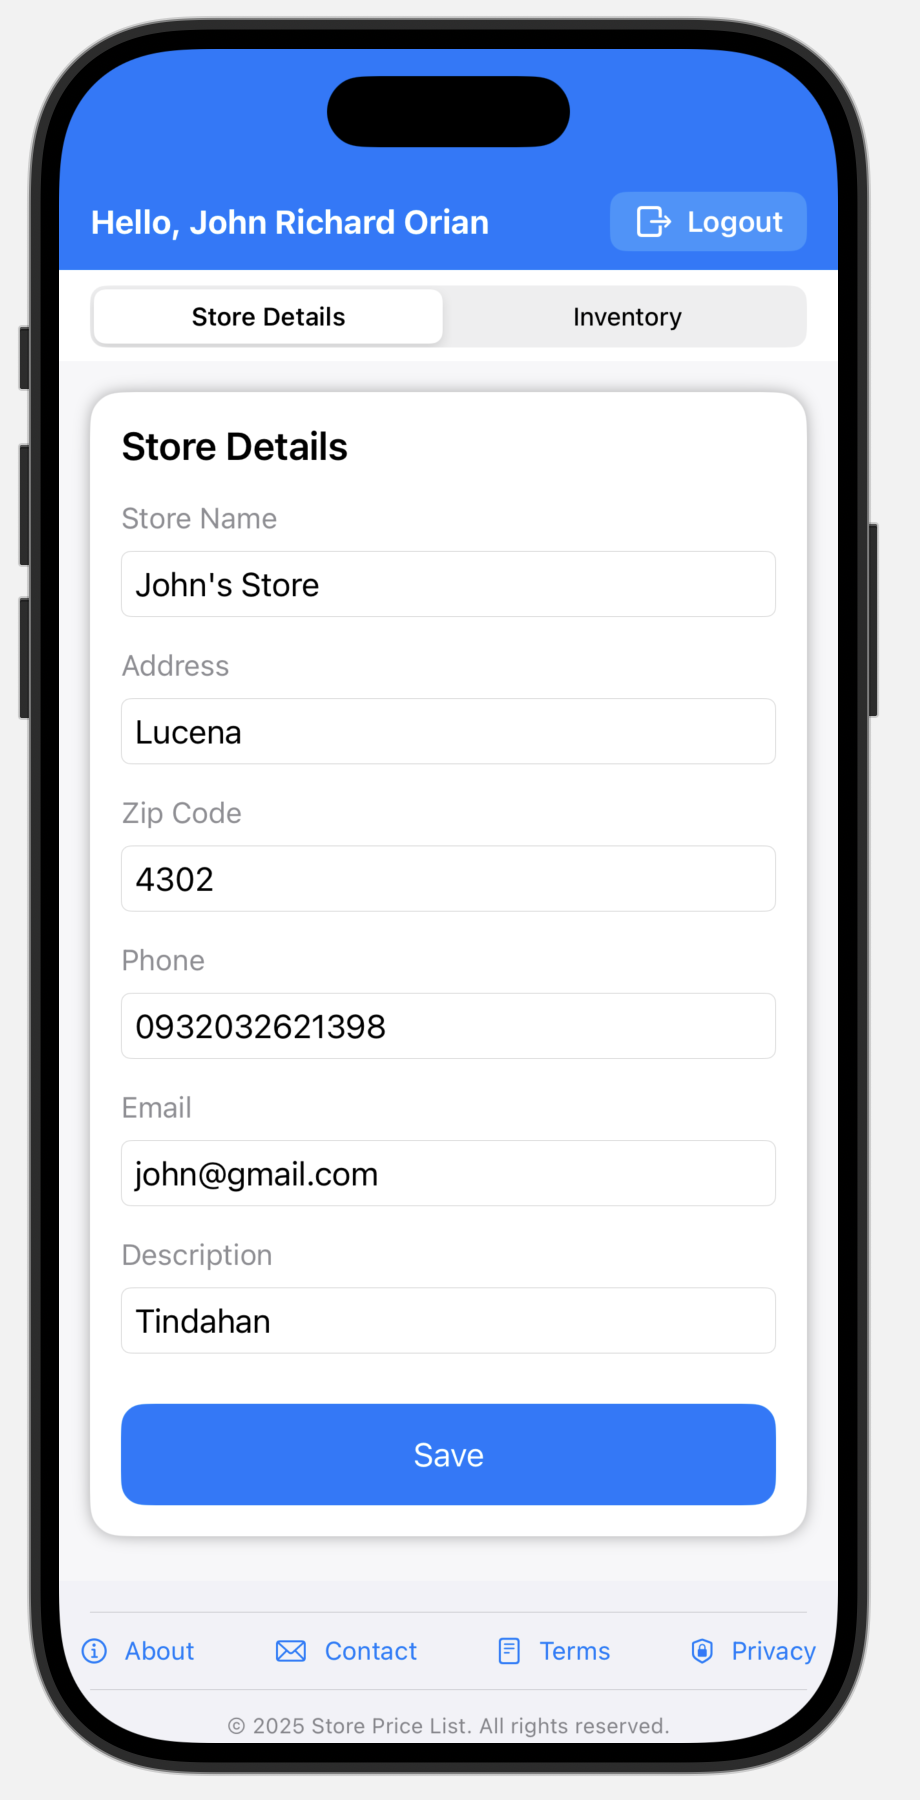 Hello, John Richard Orian
Logout
Store Details
Inventory
Store Details
Store Name
John's Store
Address
Lucena
Zip Code
4302
Phone
0932032621398
Email
john@gmail.com
Description
Tindahan
Save
About
Contact
Terms
Privacy
© 2025 Store Price List. All rights reserved.